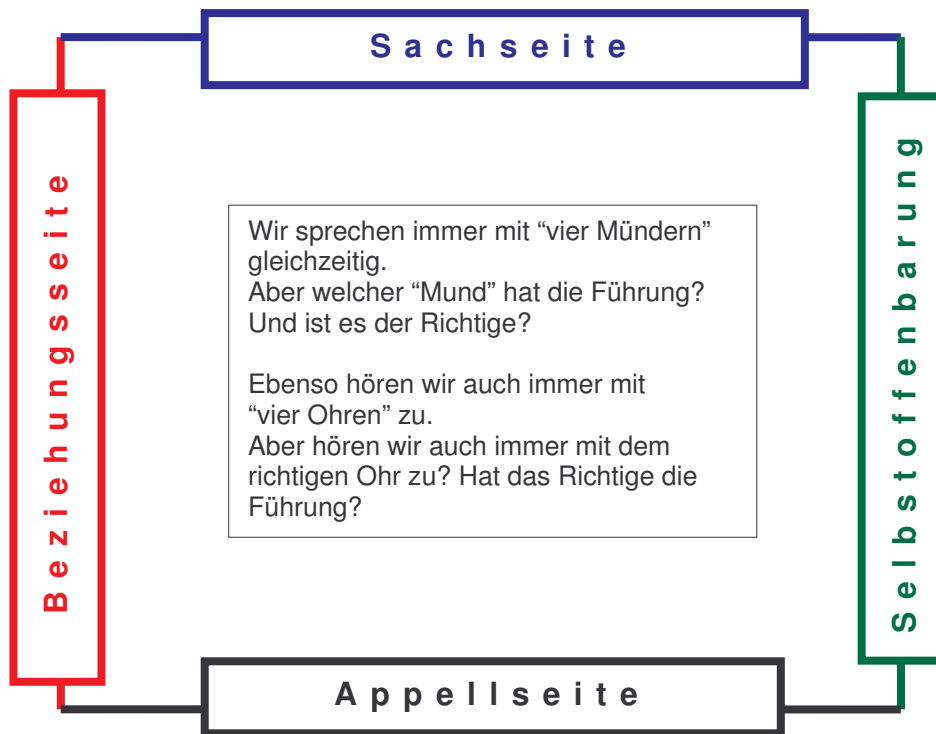 Sachseite
Beziehungsseite
Wir sprechen immer mit “vier Mündern”
gleichzeitig.
Aber welcher “Mund” hat die Führung?
Und ist es der Richtige?
Ebenso hören wir auch immer mit
“vier Ohren” zu.
Aber hören wir auch immer mit dem
richtigen Ohr zu? Hat das Richtige die
Führung?
Selbstoffenbarung
Appellseite